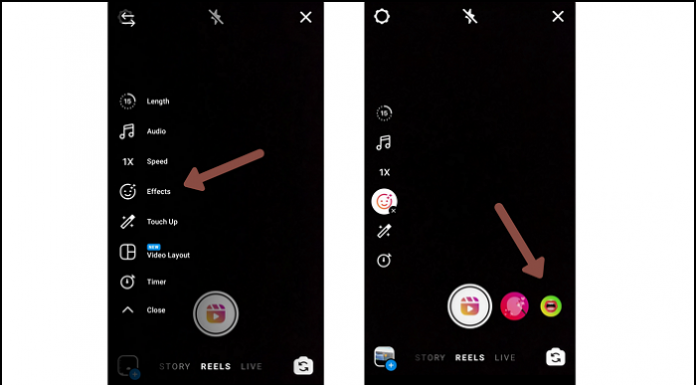 15 Length
Audio
1X Speed
Effects
Touch Up
NEW
Video Layout
Timer
Close
STORY REELS LIVE
15
1X
STORY REELS LIVE